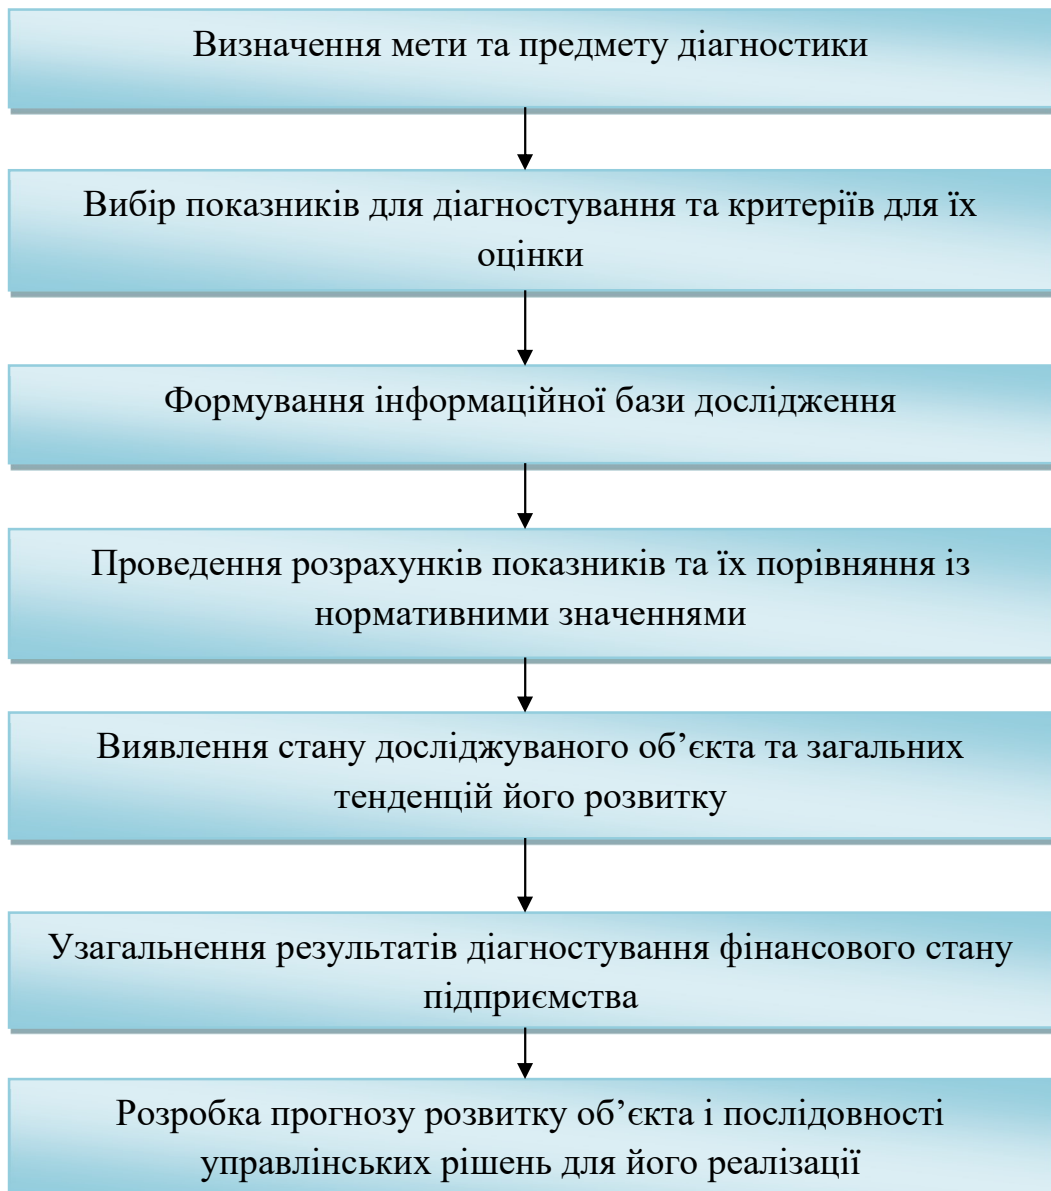 Визначення мети та предмету діагностики
Вибір показників для діагностування та критеріїв для їх
оцінки
Формування інформаційної бази дослідження
Проведення розрахунків показників та їх порівняння із
нормативними значеннями
Виявлення стану досліджуваного об’єкта та загальних
тенденцій його розвитку
Узагальнення результатів діагностування фінансового стану
підприємства
Розробка прогнозу розвитку об’єкта і послідовності
управлінських рішень для його реалізації